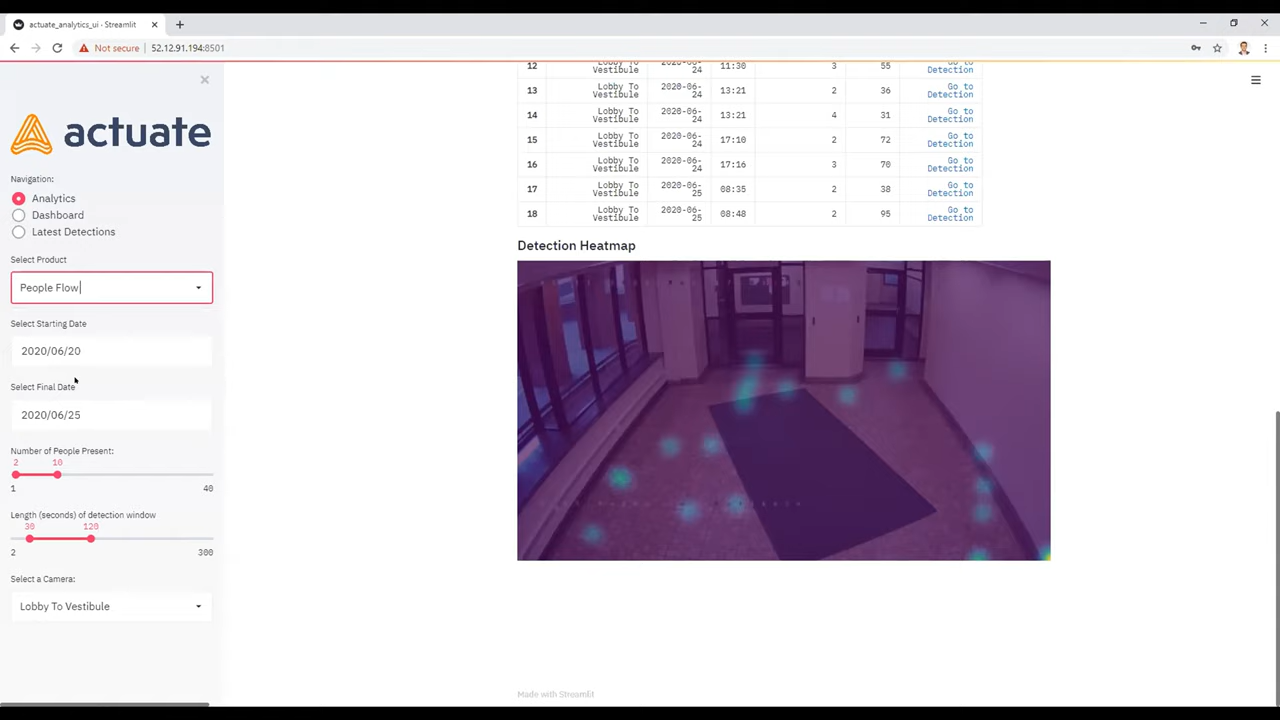 actuate_analytics_ui · Streamlit
Not secure
52.12.91.194:8501
actuate
Navigation:
Analytics
Dashboard
Latest Detections
Select Product
People Flow
Select Starting Date
2020/06/20
Select Final Date
2020/06/25
Number of People Present:
2 10
1 40
Length (seconds) of detection window
30 120
2 300
Select a Camera:
Lobby To Vestibule
12 Lobby To Vestibule 2020-06-24 11:30 3 55 Go to Detection
13 Lobby To Vestibule 2020-06-24 13:21 2 36 Go to Detection
14 Lobby To Vestibule 2020-06-24 13:21 4 31 Go to Detection
15 Lobby To Vestibule 2020-06-24 17:10 2 72 Go to Detection
16 Lobby To Vestibule 2020-06-24 17:16 3 70 Go to Detection
17 Lobby To Vestibule 2020-06-25 08:35 2 38 Go to Detection
18 Lobby To Vestibule 2020-06-25 08:48 2 95 Go to Detection
Detection Heatmap
Made with Streamlit